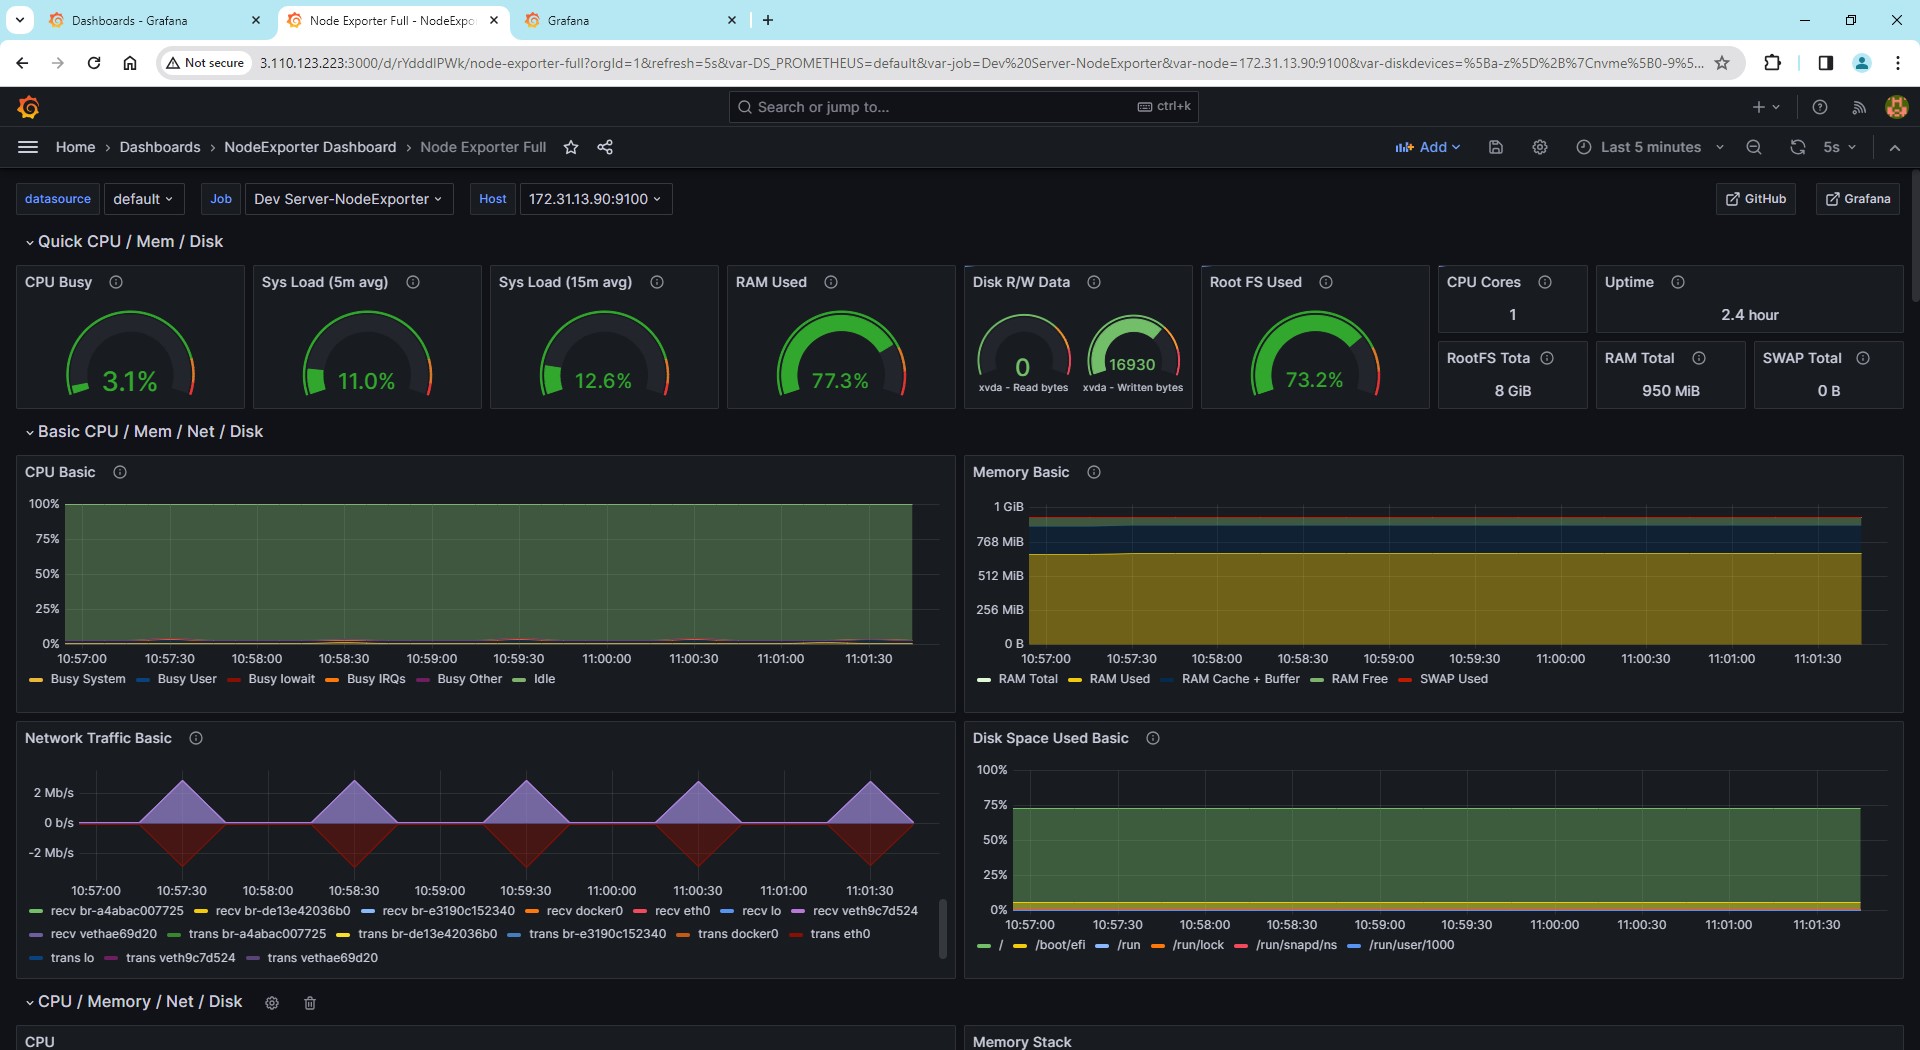 Dashboards - Grafana
Node Exporter Full - NodeExpo
Grafana
Not secure
3.110.123.223:3000/d/rYdddlPWk/node-exporter-full?orgId=1&refresh=5s&var-DS_PROMETHEUS=default&var-job=Dev%20Server-NodeExporter&var-node=172.31.13.90:9100&var-diskdevices=%5Ba-z%5D%2B%7Cnvme%5B0-9%5...
Search or jump to...
ctrl+k
Home › Dashboards › NodeExporter Dashboard › Node Exporter Full
Add
Last 5 minutes
5s
datasource default Job Dev Server-NodeExporter Host 172.31.13.90:9100
GitHub Grafana
Quick CPU / Mem / Disk
CPU Busy
3.1%
Sys Load (5m avg)
11.0%
Sys Load (15m avg)
12.6%
RAM Used
77.3%
Disk R/W Data
0
xvda - Read bytes
16930
xvda - Written bytes
Root FS Used
73.2%
CPU Cores
1
Uptime
2.4 hour
RootFS Tota
8 GiB
RAM Total
950 MiB
SWAP Total
0 B
Basic CPU / Mem / Net / Disk
CPU Basic
100%
75%
50%
25%
0%
10:57:00 10:57:30 10:58:00 10:58:30 10:59:00 10:59:30 11:00:00 11:00:30 11:01:00 11:01:30
Busy System Busy User Busy Iowait Busy IRQs Busy Other Idle
Memory Basic
1 GiB
768 MiB
512 MiB
256 MiB
0 B
10:57:00 10:57:30 10:58:00 10:58:30 10:59:00 10:59:30 11:00:00 11:00:30 11:01:00 11:01:30
RAM Total RAM Used RAM Cache + Buffer RAM Free SWAP Used
Network Traffic Basic
2 Mb/s
0 b/s
-2 Mb/s
10:57:00 10:57:30 10:58:00 10:58:30 10:59:00 10:59:30 11:00:00 11:00:30 11:01:00 11:01:30
recv br-a4abac007725 recv br-de13e42036b0 recv br-e3190c152340 recv docker0 recv eth0 recv lo recv veth9c7d524
recv vethae69d20 trans br-a4abac007725 trans br-de13e42036b0 trans br-e3190c152340 trans docker0 trans eth0
trans lo trans veth9c7d524 trans vethae69d20
Disk Space Used Basic
100%
75%
50%
25%
0%
10:57:00 10:57:30 10:58:00 10:58:30 10:59:00 10:59:30 11:00:00 11:00:30 11:01:00 11:01:30
/ /boot/efi /run /run/lock /run/snapd/ns /run/user/1000
CPU / Memory / Net / Disk
CPU
Memory Stack